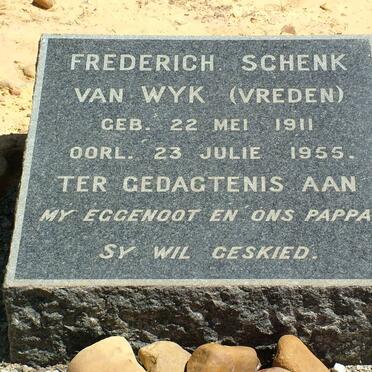 FREDERICH SCHENK
VAN WYK (VREDEN)
GEB. 22 MEI 1911
OORL. 23 JULIE 1955.
TER GEDAGTENIS AAN
MY EGGENOOT EN ONS PAPPA
SY WIL GESKIED.